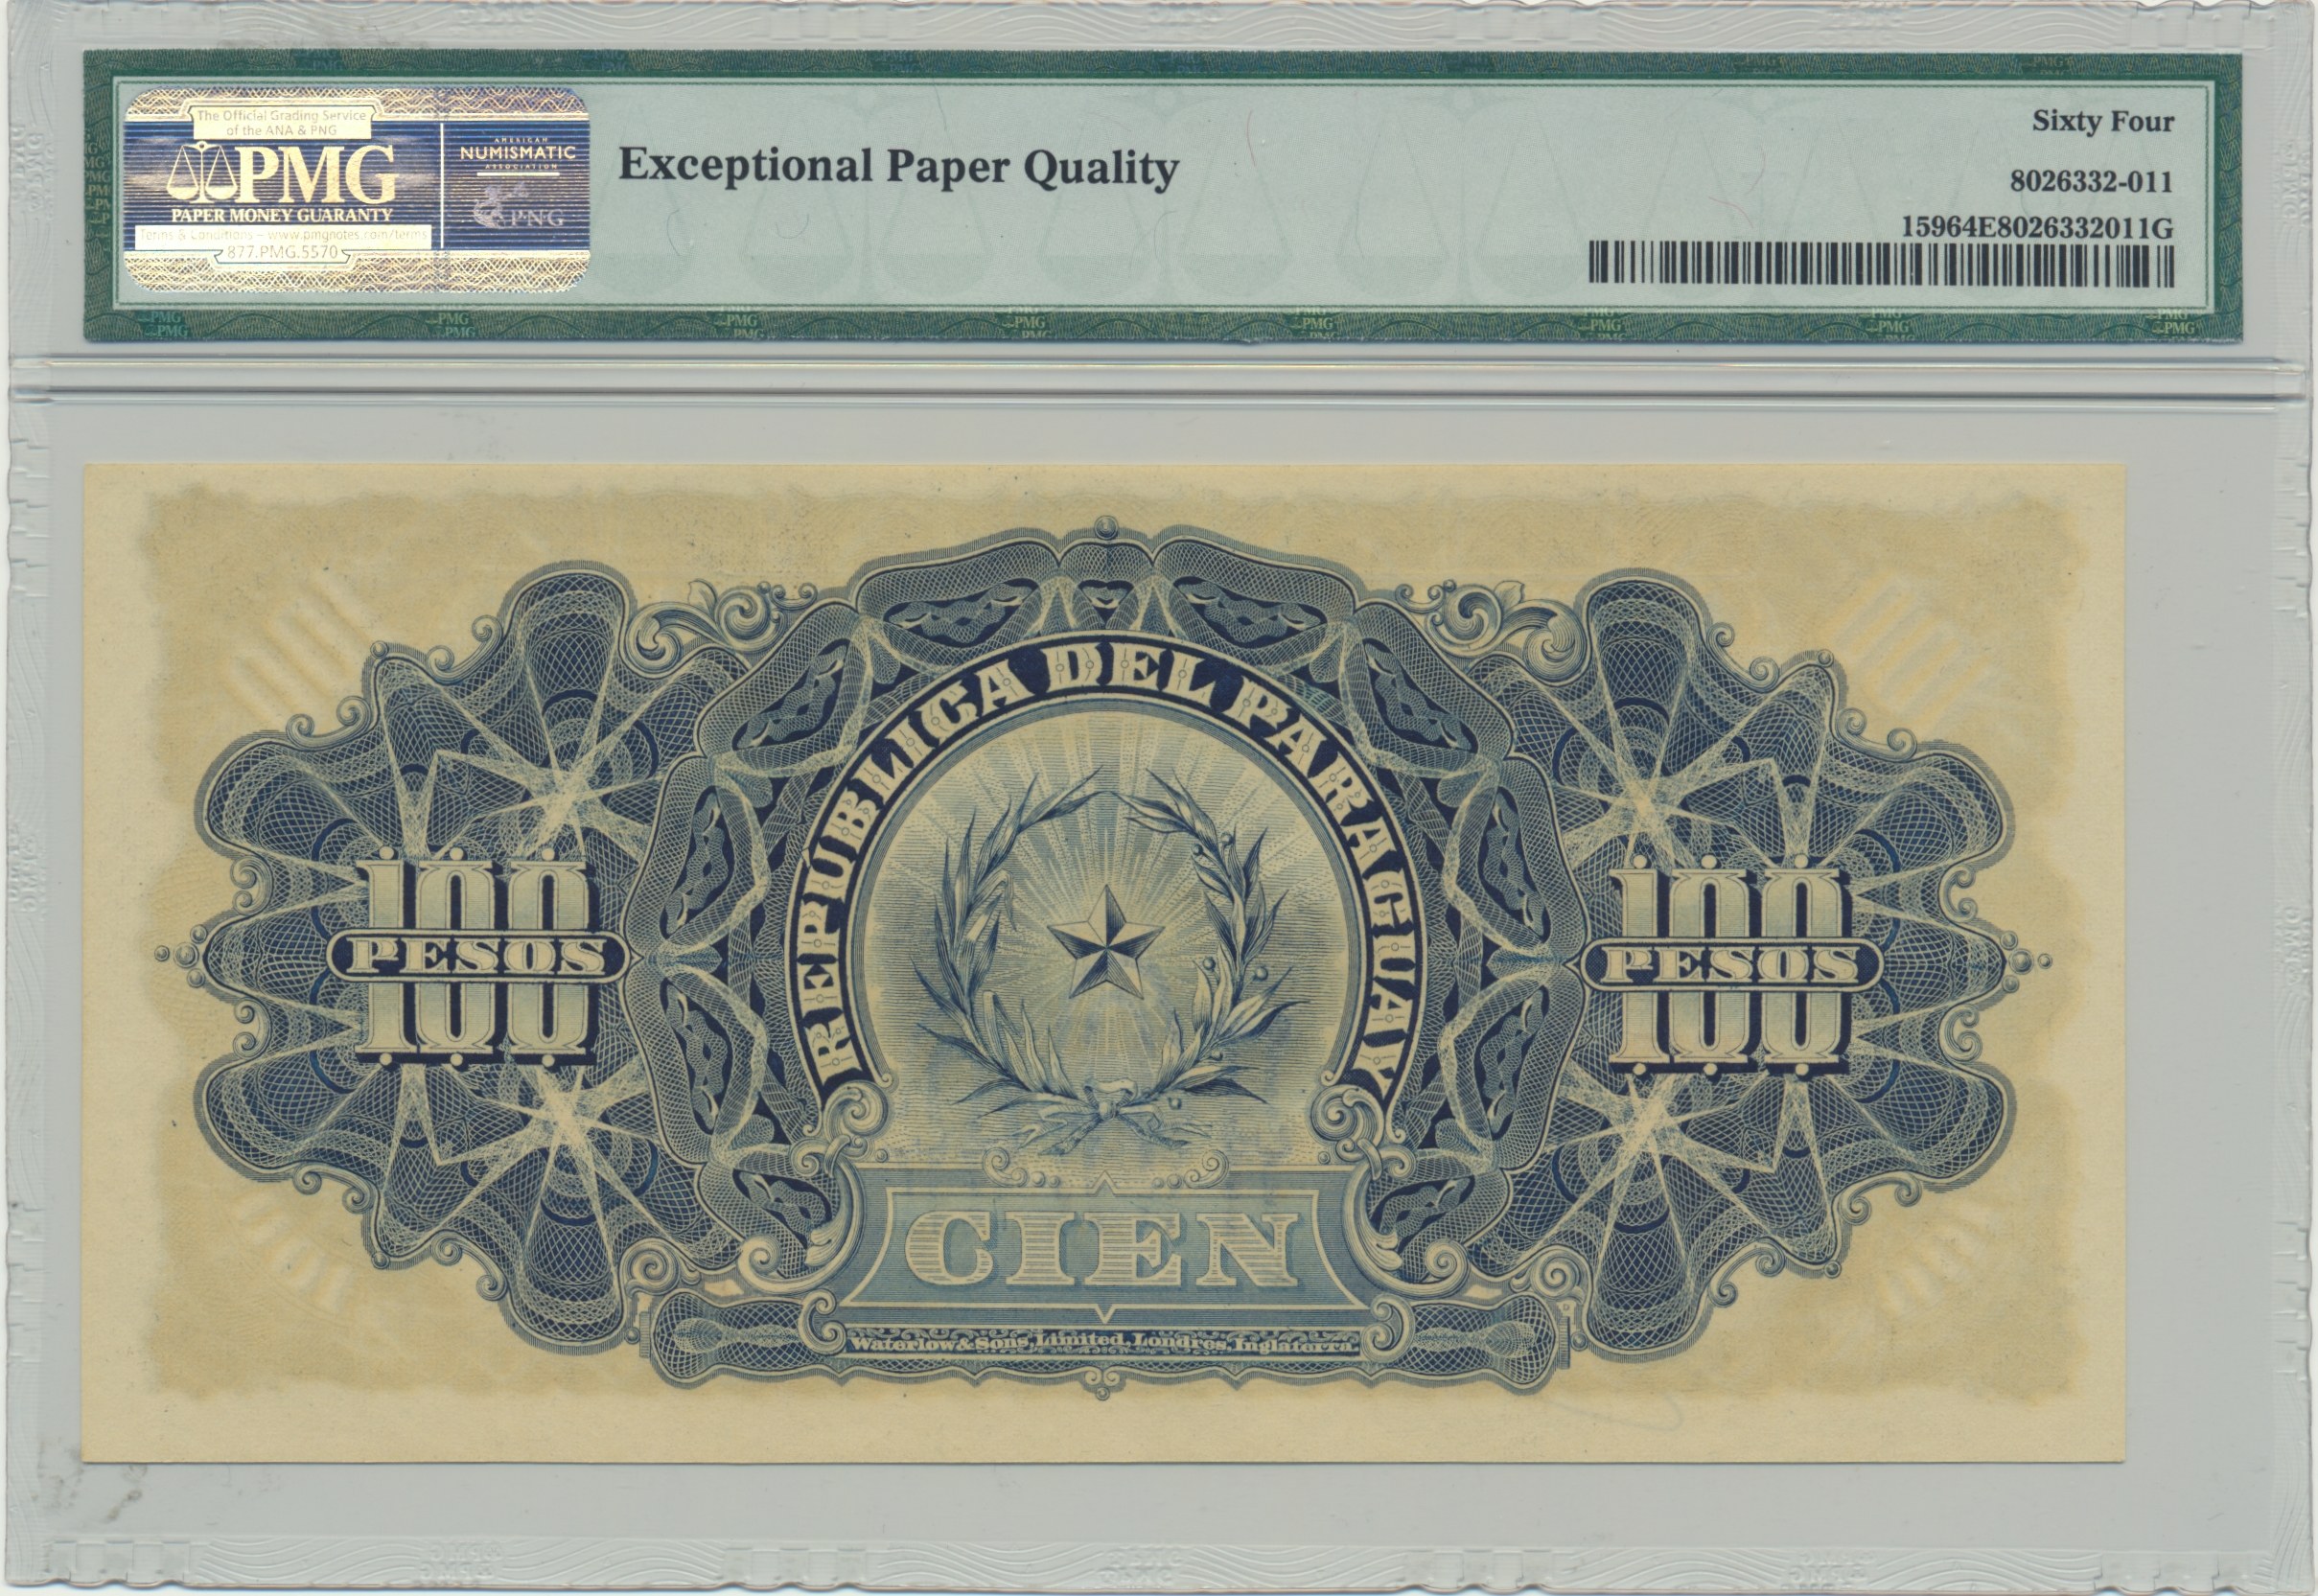 The Official Grading Service
of the ANA & PNG
PMG
PAPER MONEY GUARANTY
Terms & Conditions – www.pmgnotes.com/terms
877.PMG.5570
AMERICAN
NUMISMATIC
ASSOCIATION
PNG
Exceptional Paper Quality
Sixty Four
8026332-011
15964E8026332011G
REPÚBLICA DEL PARAGUAY
100
PESOS
100
100
PESOS
100
CIEN
Waterlow & Sons, Limited, Londres, Inglaterra.